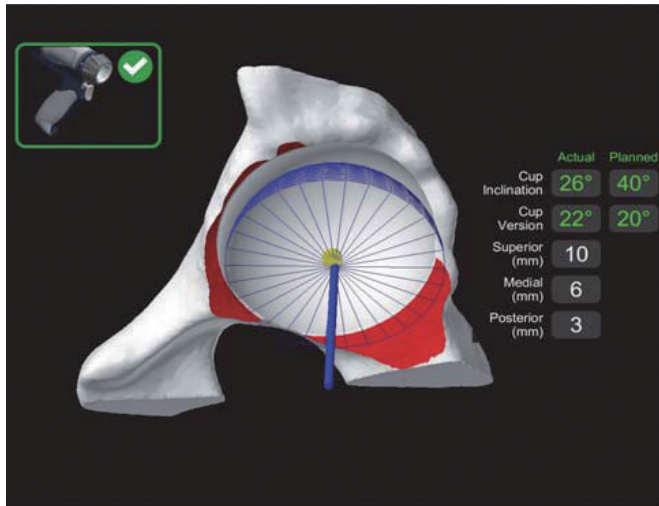 Actual Planned
Cup
Inclination 26° 40°
Cup
Version 22° 20°
Superior
(mm) 10
Medial
(mm) 6
Posterior
(mm) 3